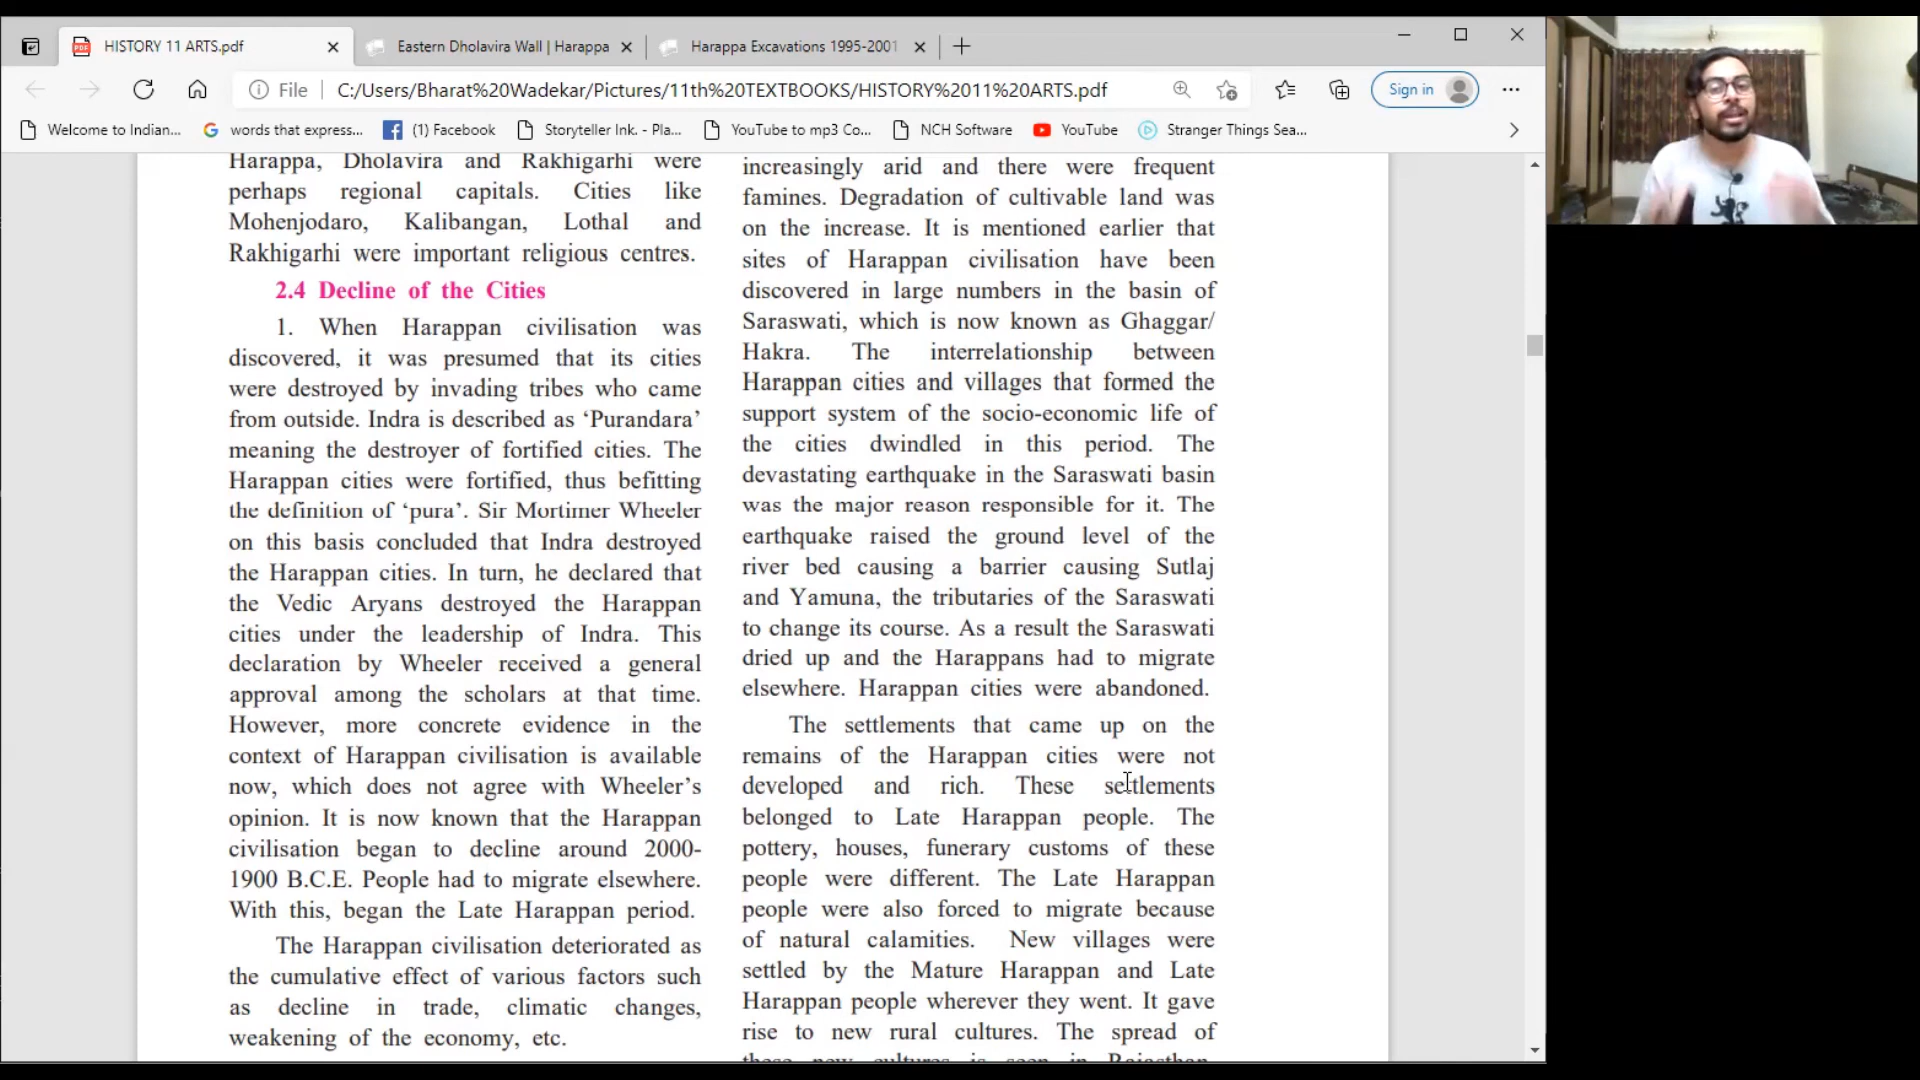 HISTORY 11 ARTS.pdf
Eastern Dholavira Wall | Harappa
Harappa Excavations 1995-2001
File
C:/Users/Bharat%20Wadekar/Pictures/11th%20TEXTBOOKS/HISTORY%2011%20ARTS.pdf
Sign in
Welcome to Indian...
words that express...
(1) Facebook
Storyteller Ink. - Pla...
YouTube to mp3 Co...
NCH Software
YouTube
Stranger Things Sea...
Harappa, Dholavira and Rakhigarhi were
perhaps regional capitals. Cities like
Mohenjodaro, Kalibangan, Lothal and
Rakhigarhi were important religious centres.
2.4 Decline of the Cities
1. When Harappan civilisation was
discovered, it was presumed that its cities
were destroyed by invading tribes who came
from outside. Indra is described as ‘Purandara’
meaning the destroyer of fortified cities. The
Harappan cities were fortified, thus befitting
the definition of ‘pura’. Sir Mortimer Wheeler
on this basis concluded that Indra destroyed
the Harappan cities. In turn, he declared that
the Vedic Aryans destroyed the Harappan
cities under the leadership of Indra. This
declaration by Wheeler received a general
approval among the scholars at that time.
However, more concrete evidence in the
context of Harappan civilisation is available
now, which does not agree with Wheeler’s
opinion. It is now known that the Harappan
civilisation began to decline around 2000-
1900 B.C.E. People had to migrate elsewhere.
With this, began the Late Harappan period.
The Harappan civilisation deteriorated as
the cumulative effect of various factors such
as decline in trade, climatic changes,
weakening of the economy, etc.
increasingly arid and there were frequent
famines. Degradation of cultivable land was
on the increase. It is mentioned earlier that
sites of Harappan civilisation have been
discovered in large numbers in the basin of
Saraswati, which is now known as Ghaggar/
Hakra. The interrelationship between
Harappan cities and villages that formed the
support system of the socio-economic life of
the cities dwindled in this period. The
devastating earthquake in the Saraswati basin
was the major reason responsible for it. The
earthquake raised the ground level of the
river bed causing a barrier causing Sutlaj
and Yamuna, the tributaries of the Saraswati
to change its course. As a result the Saraswati
dried up and the Harappans had to migrate
elsewhere. Harappan cities were abandoned.
The settlements that came up on the
remains of the Harappan cities were not
developed and rich. These settlements
belonged to Late Harappan people. The
pottery, houses, funerary customs of these
people were different. The Late Harappan
people were also forced to migrate because
of natural calamities. New villages were
settled by the Mature Harappan and Late
Harappan people wherever they went. It gave
rise to new rural cultures. The spread of
these new cultures is seen in Rajasthan,